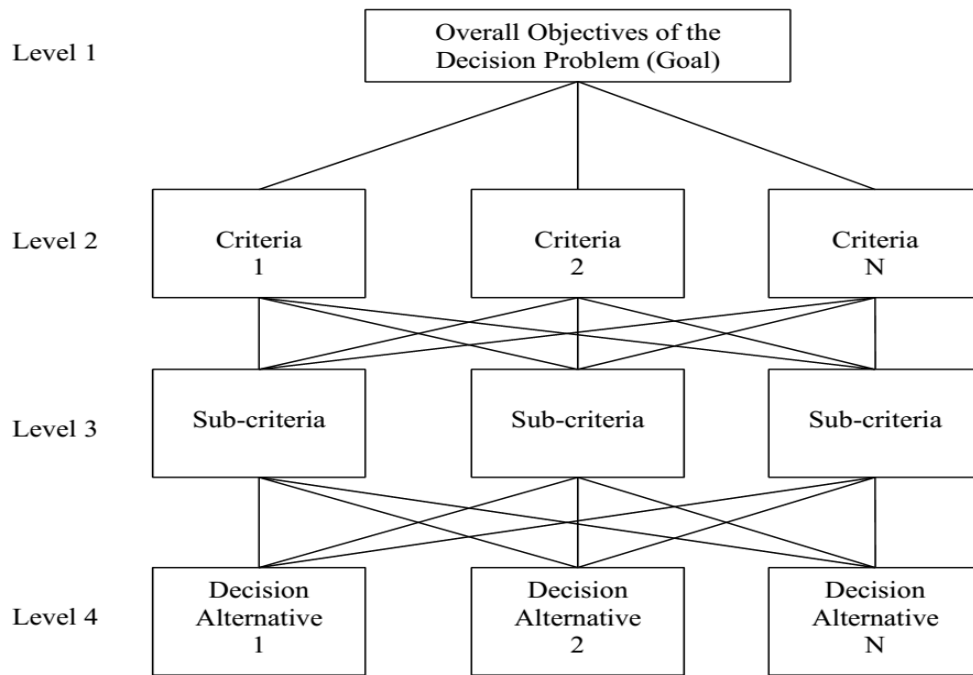 Level 1
Overall Objectives of the
Decision Problem (Goal)
Level 2
Criteria
1
Criteria
2
Criteria
N
Level 3
Sub-criteria
Sub-criteria
Sub-criteria
Level 4
Decision
Alternative
1
Decision
Alternative
2
Decision
Alternative
N